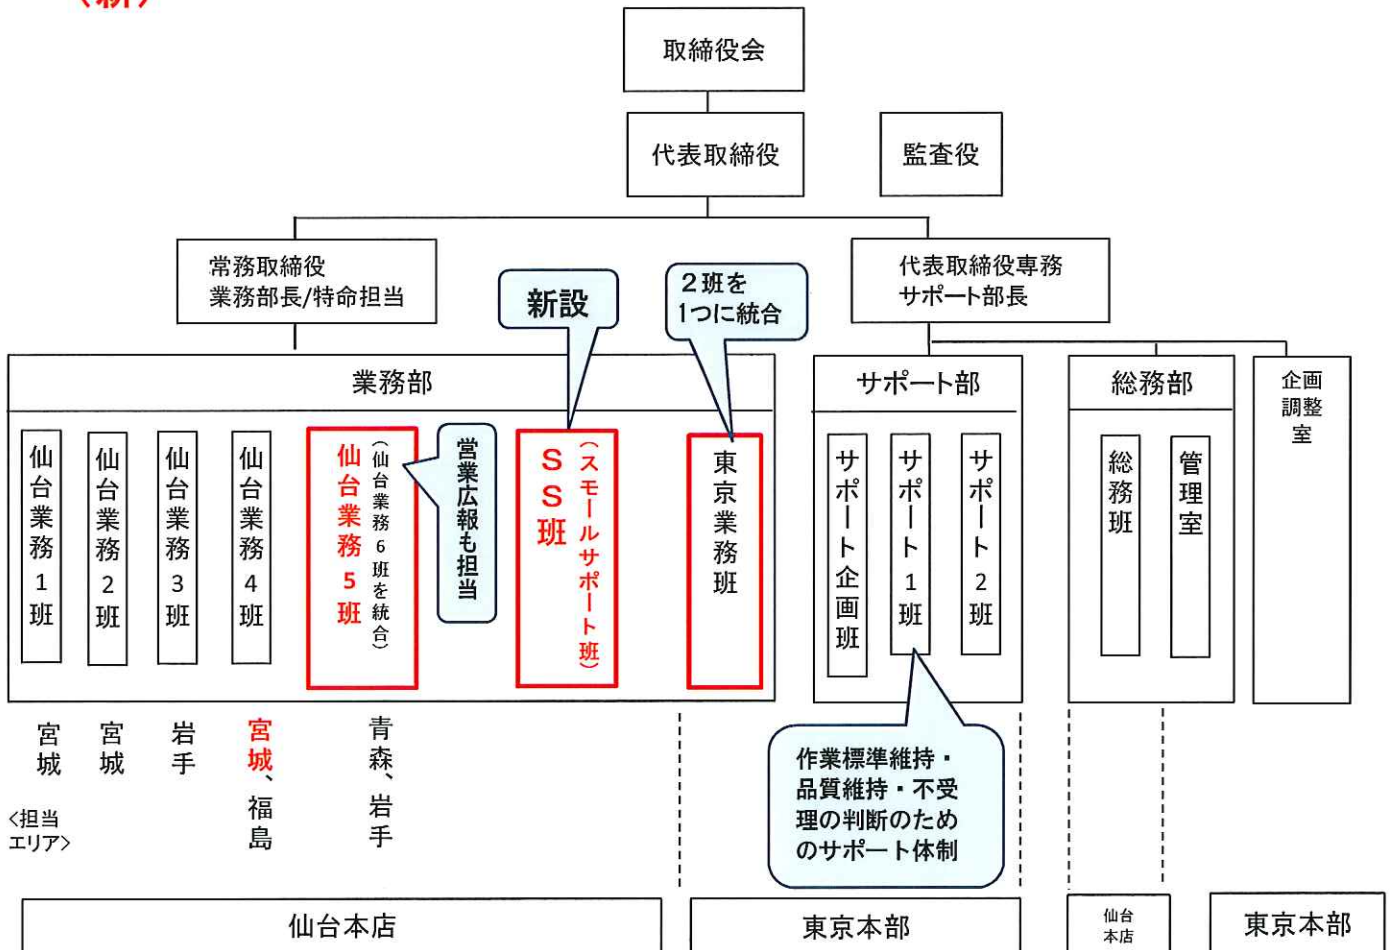 〈新〉
取締役会
代表取締役
監査役
常務取締役
業務部長/特命担当
代表取締役専務
サポート部長
新設
２班を
1つに統合
業務部
サポート部
総務部
企画
調整
室
仙台業務1班
仙台業務2班
仙台業務3班
仙台業務4班
仙台業務5班
（仙台業務6班を統合）
営業広報も担当
ＳＳ班
（スモールサポート班）
東京業務班
サポート企画班
サポート1班
サポート2班
総務班
管理室
宮城
宮城
岩手
宮城、福島
青森、岩手
<担当
エリア>
作業標準維持・
品質維持・不受
理の判断のため
のサポート体制
仙台本店
東京本部
仙台
本店
東京本部